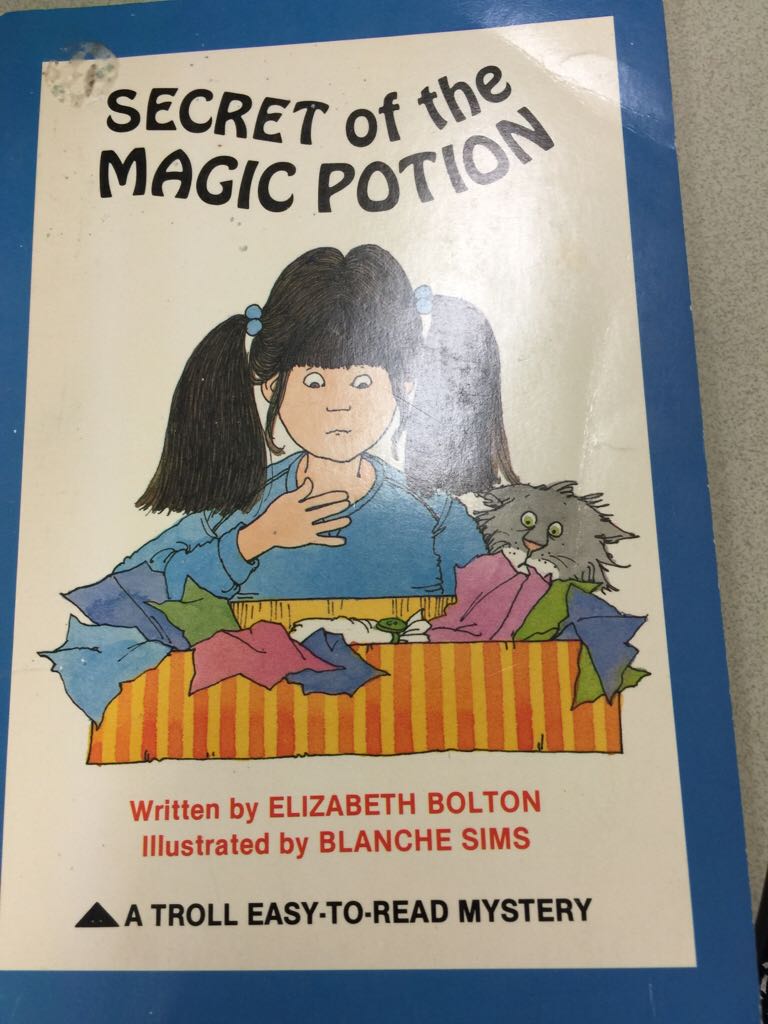 SECRET of the
MAGIC POTION
Written by ELIZABETH BOLTON
Illustrated by BLANCHE SIMS
A TROLL EASY-TO-READ MYSTERY